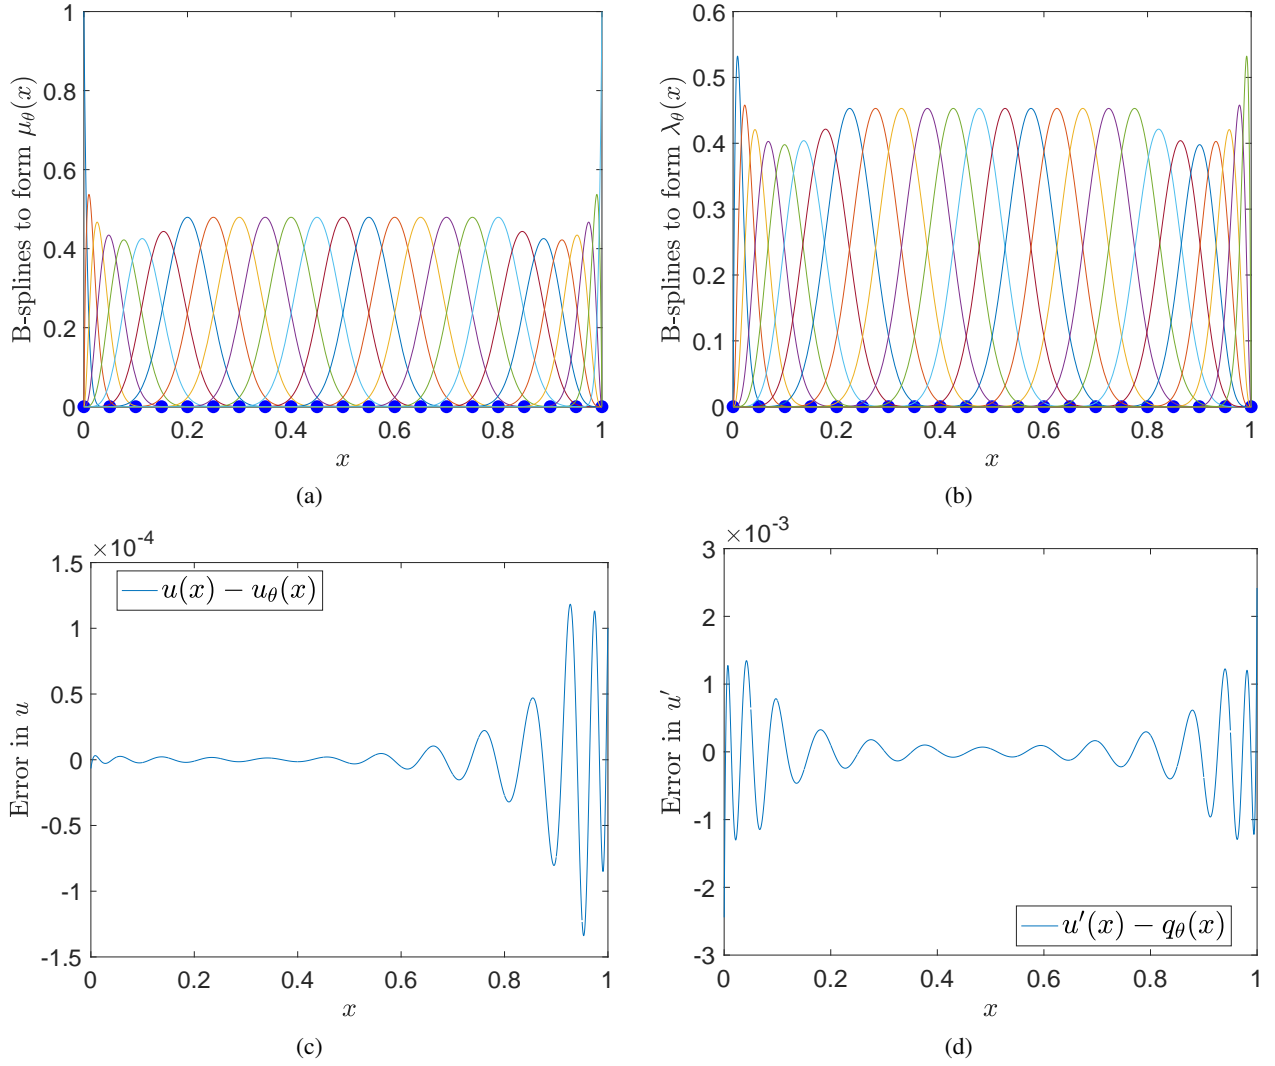 B-splines to form μθ(x)
1
0.8
0.6
0.4
0.2
0
0 0.2 0.4 0.6 0.8 1
x
(a)
B-splines to form λθ(x)
0.6
0.5
0.4
0.3
0.2
0.1
0
0 0.2 0.4 0.6 0.8 1
x
(b)
×10-4
Error in u
1.5
1
0.5
0
-0.5
-1
-1.5
u(x) − uθ(x)
0 0.2 0.4 0.6 0.8 1
x
(c)
×10-3
Error in u′
3
2
1
0
-1
-2
-3
u′(x) − qθ(x)
0 0.2 0.4 0.6 0.8 1
x
(d)